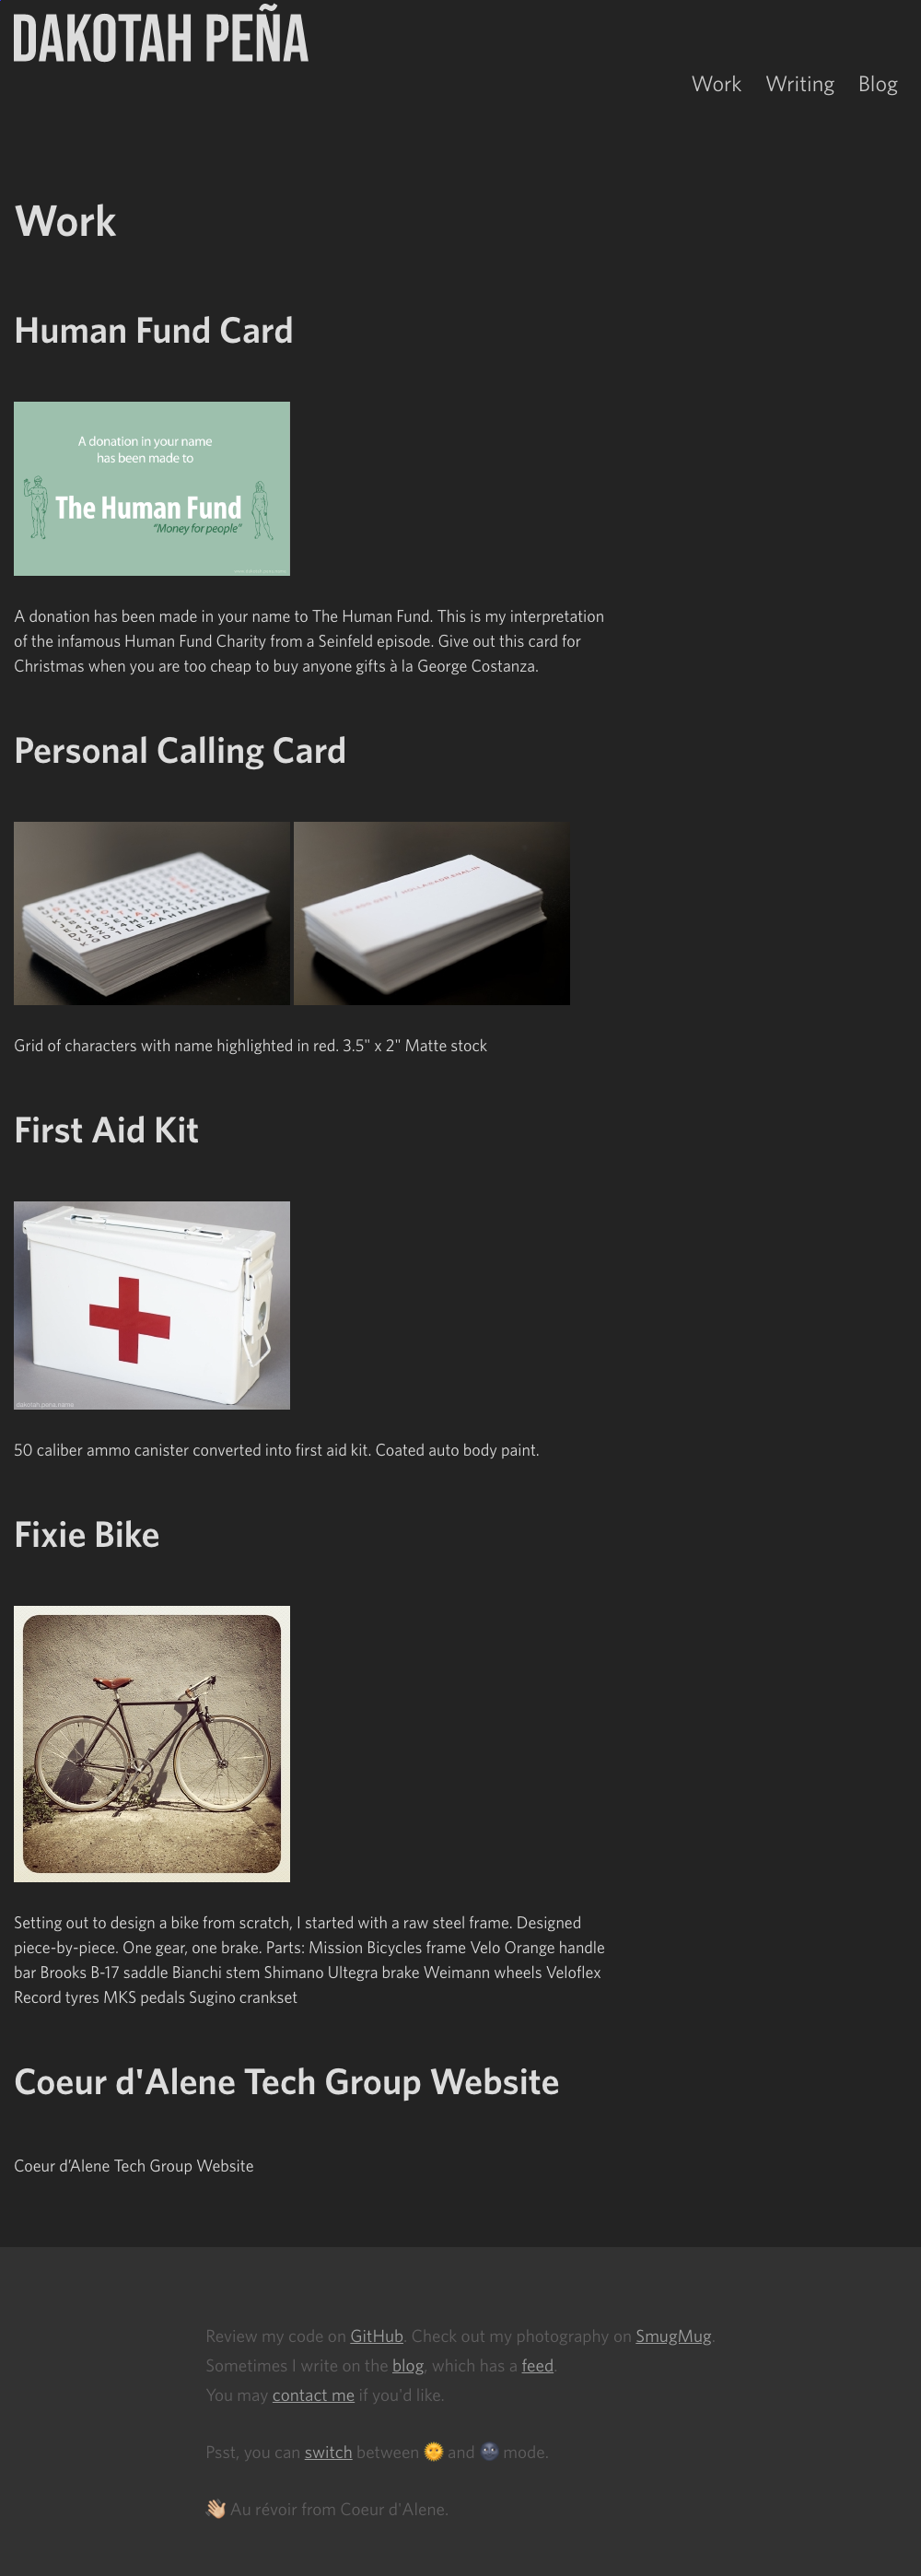 DAKOTAH PEÑA
Work Writing Blog
Work
Human Fund Card
A donation in your name
has been made to
The Human Fund
"Money for people"
A donation has been made in your name to The Human Fund. This is my interpretation
of the infamous Human Fund Charity from a Seinfeld episode. Give out this card for
Christmas when you are too cheap to buy anyone gifts à la George Costanza.
Personal Calling Card
Grid of characters with name highlighted in red. 3.5" x 2" Matte stock
First Aid Kit
dakotah.pena.name
50 caliber ammo canister converted into first aid kit. Coated auto body paint.
Fixie Bike
Setting out to design a bike from scratch, I started with a raw steel frame. Designed
piece-by-piece. One gear, one brake. Parts: Mission Bicycles frame Velo Orange handle
bar Brooks B-17 saddle Bianchi stem Shimano Ultegra brake Weimann wheels Veloflex
Record tyres MKS pedals Sugino crankset
Coeur d'Alene Tech Group Website
Coeur d’Alene Tech Group Website
Review my code on GitHub. Check out my photography on SmugMug.
Sometimes I write on the blog, which has a feed.
You may contact me if you'd like.
Psst, you can switch between 🌞 and 🌚 mode.
👋🏼 Au révoir from Coeur d'Alene.